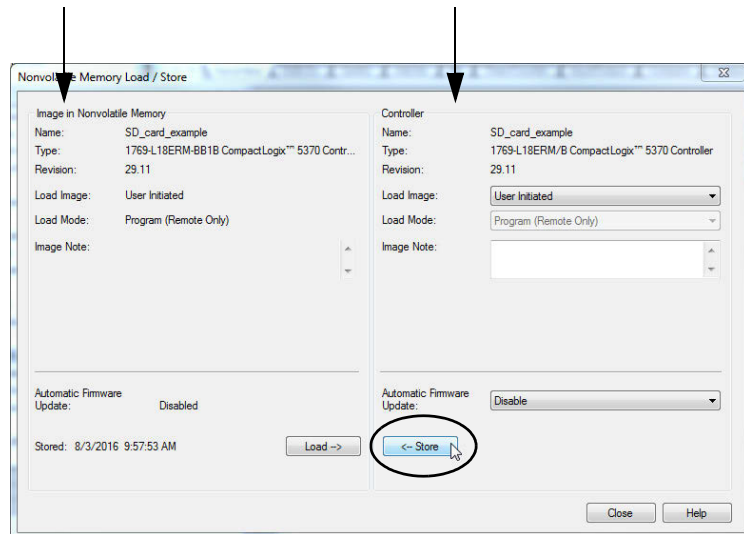 Nonvolatile Memory Load / Store
Image in Nonvolatile Memory
Name: SD_card_example
Type: 1769-L18ERM-BB1B CompactLogix™ 5370 Contr...
Revision: 29.11
Load Image: User Initiated
Load Mode: Program (Remote Only)
Image Note:
Automatic Firmware
Update: Disabled
Stored: 8/3/2016 9:57:53 AM
Load -->
Controller
Name: SD_card_example
Type: 1769-L18ERM/B CompactLogix™ 5370 Controller
Revision: 29.11
Load Image: User Initiated
Load Mode: Program (Remote Only)
Image Note:
Automatic Firmware
Update: Disable
<-- Store
Close
Help